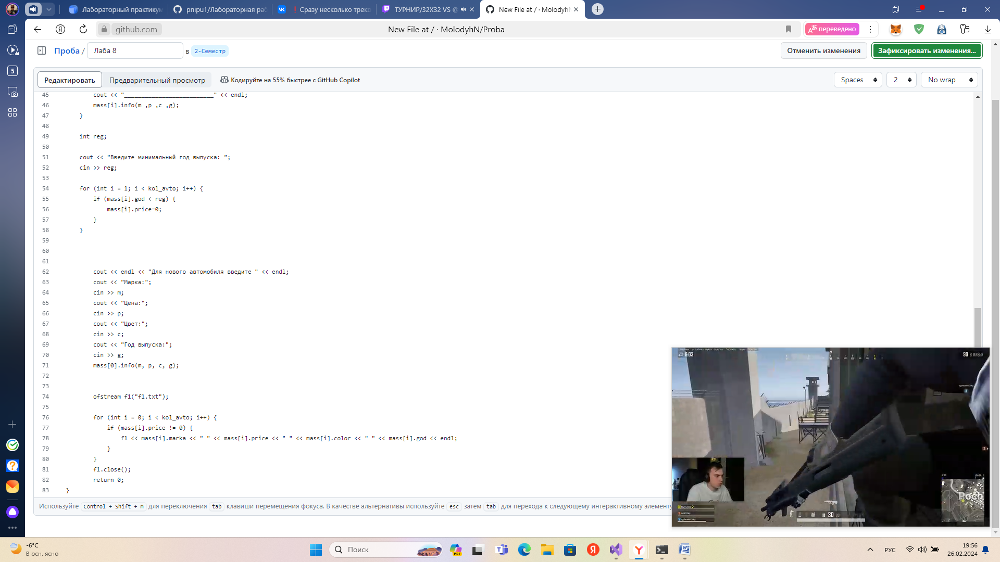 Лабораторный практикум
pnipu1/Лабораторная раб
Сразу несколько треко
ТУРНИР/32X32 VS @
New File at / · MolodyhN
github.com
New File at / · MolodyhN/Proba
переведено
5
Проба / Лаба 8 в 2-Семестр
Отменить изменения
Зафиксировать изменения...
Редактировать
Предварительный просмотр
Кодируйте на 55% быстрее с GitHub Copilot
Spaces
2
No wrap
45 cout << "__________________________" << endl;
46 mass[i].info(m ,p ,c ,g);
47 }
48
49 int reg;
50
51 cout << "Введите минимальный год выпуска: ";
52 cin >> reg;
53
54 for (int i = 1; i < kol_avto; i++) {
55 if (mass[i].god < reg) {
56 mass[i].price=0;
57 }
58 }
59
60
61
62 cout << endl << "Для нового автомобиля введите " << endl;
63 cout << "Марка:";
64 cin >> m;
65 cout << "Цена:";
66 cin >> p;
67 cout << "Цвет:";
68 cin >> c;
69 cout << "Год выпуска:";
70 cin >> g;
71 mass[0].info(m, p, c, g);
72
73
74 ofstream f1("f1.txt");
75
76 for (int i = 0; i < kol_avto; i++) {
77 if (mass[i].price != 0) {
78 f1 << mass[i].marka << " " << mass[i].price << " " << mass[i].color << " " << mass[i].god << endl;
79 }
80 }
81 f1.close();
82 return 0;
83 }
Используйте Control + Shift + m для переключения tab клавиши перемещения фокуса. В качестве альтернативы используйте esc затем tab для перехода к следующему интерактивному элементу
8:03
99 В ЖИВЫХ
Poch
30
-6°C
В осн. ясно
Поиск
PRE
РУС
19:56
26.02.2024